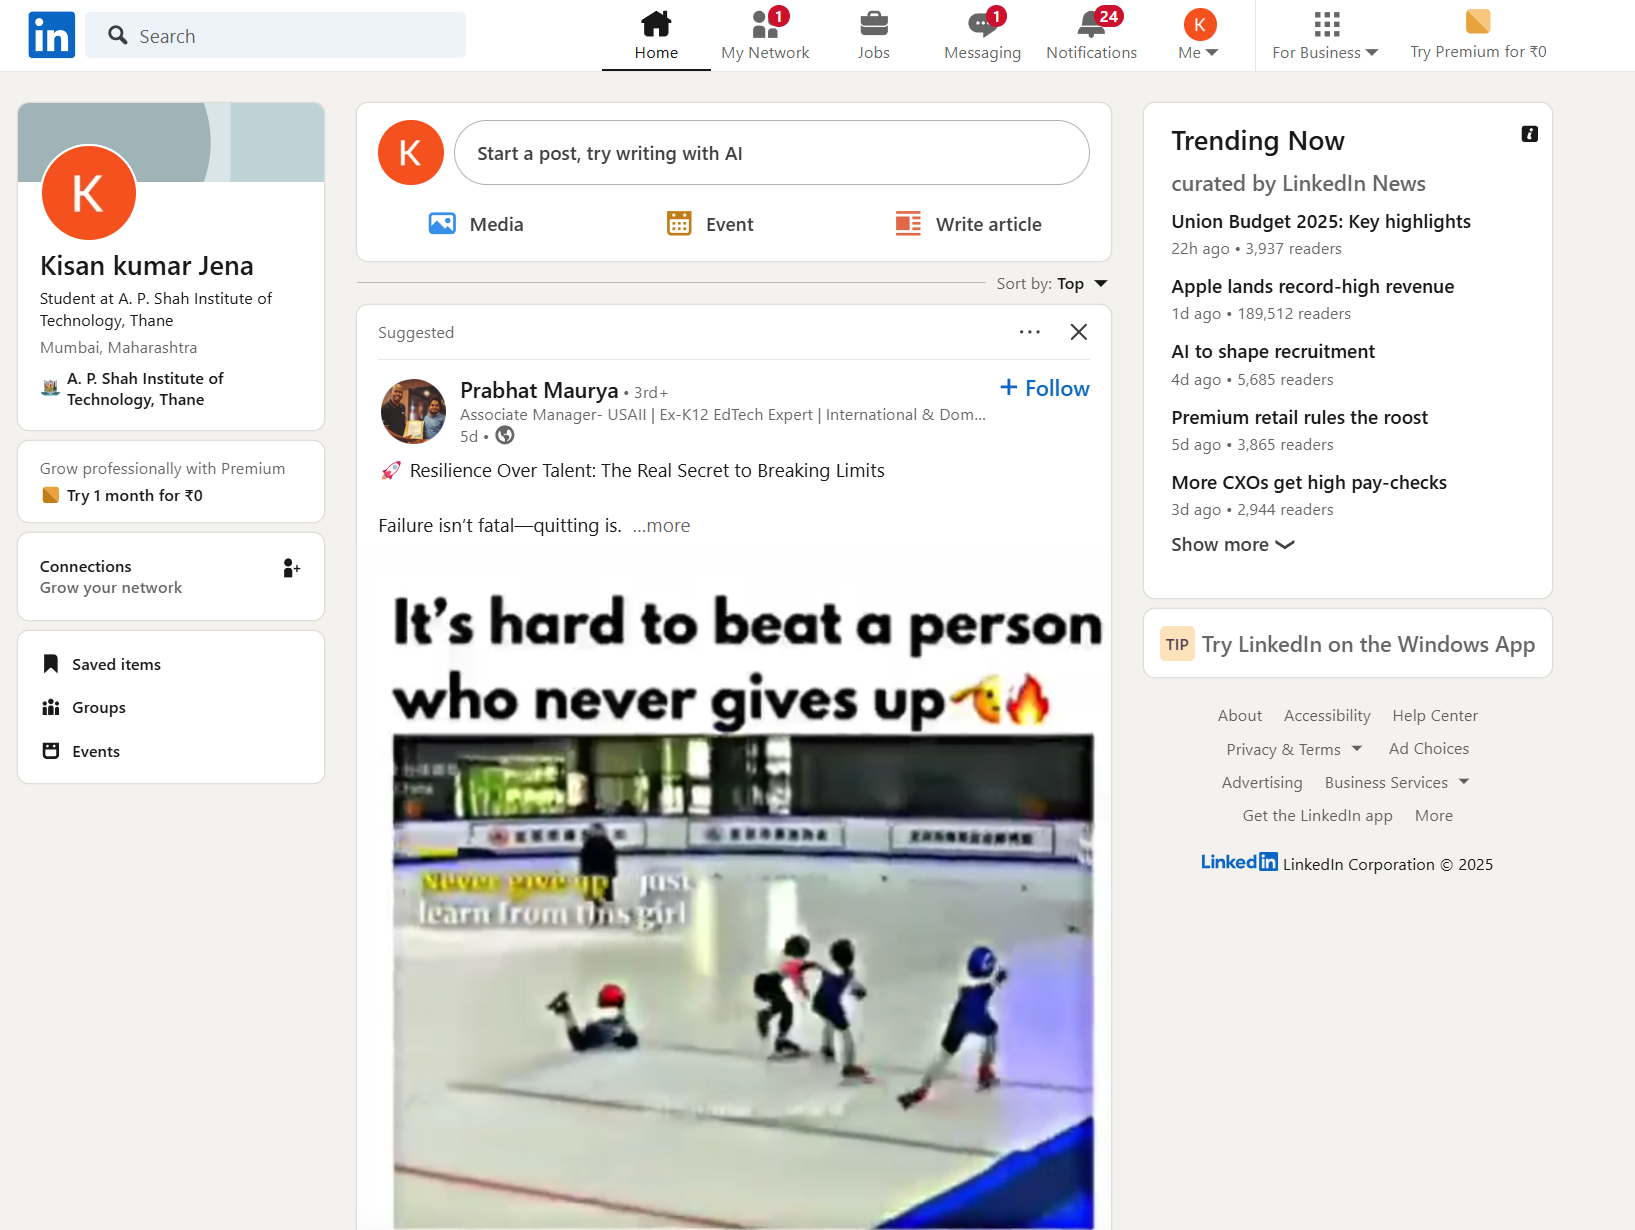 in
Search
Home
1
My Network
Jobs
1
Messaging
24
Notifications
K
Me
For Business
Try Premium for ₹0
K
Kisan kumar Jena
Student at A. P. Shah Institute of
Technology, Thane
Mumbai, Maharashtra
A. P. Shah Institute of
Technology, Thane
Grow professionally with Premium
Try 1 month for ₹0
Connections
Grow your network
Saved items
Groups
Events
K
Start a post, try writing with AI
Media
Event
Write article
Sort by: Top
Suggested
Prabhat Maurya • 3rd+
+ Follow
Associate Manager- USAII | Ex-K12 EdTech Expert | International & Dom...
5d •
🚀 Resilience Over Talent: The Real Secret to Breaking Limits
Failure isn’t fatal—quitting is. ...more
It’s hard to beat a person
who never gives up🫡🔥
Never give up just
learn from this girl
Trending Now
curated by LinkedIn News
Union Budget 2025: Key highlights
22h ago • 3,937 readers
Apple lands record-high revenue
1d ago • 189,512 readers
AI to shape recruitment
4d ago • 5,685 readers
Premium retail rules the roost
5d ago • 3,865 readers
More CXOs get high pay-checks
3d ago • 2,944 readers
Show more
TIP Try LinkedIn on the Windows App
About Accessibility Help Center
Privacy & Terms Ad Choices
Advertising Business Services
Get the LinkedIn app More
LinkedIn LinkedIn Corporation © 2025